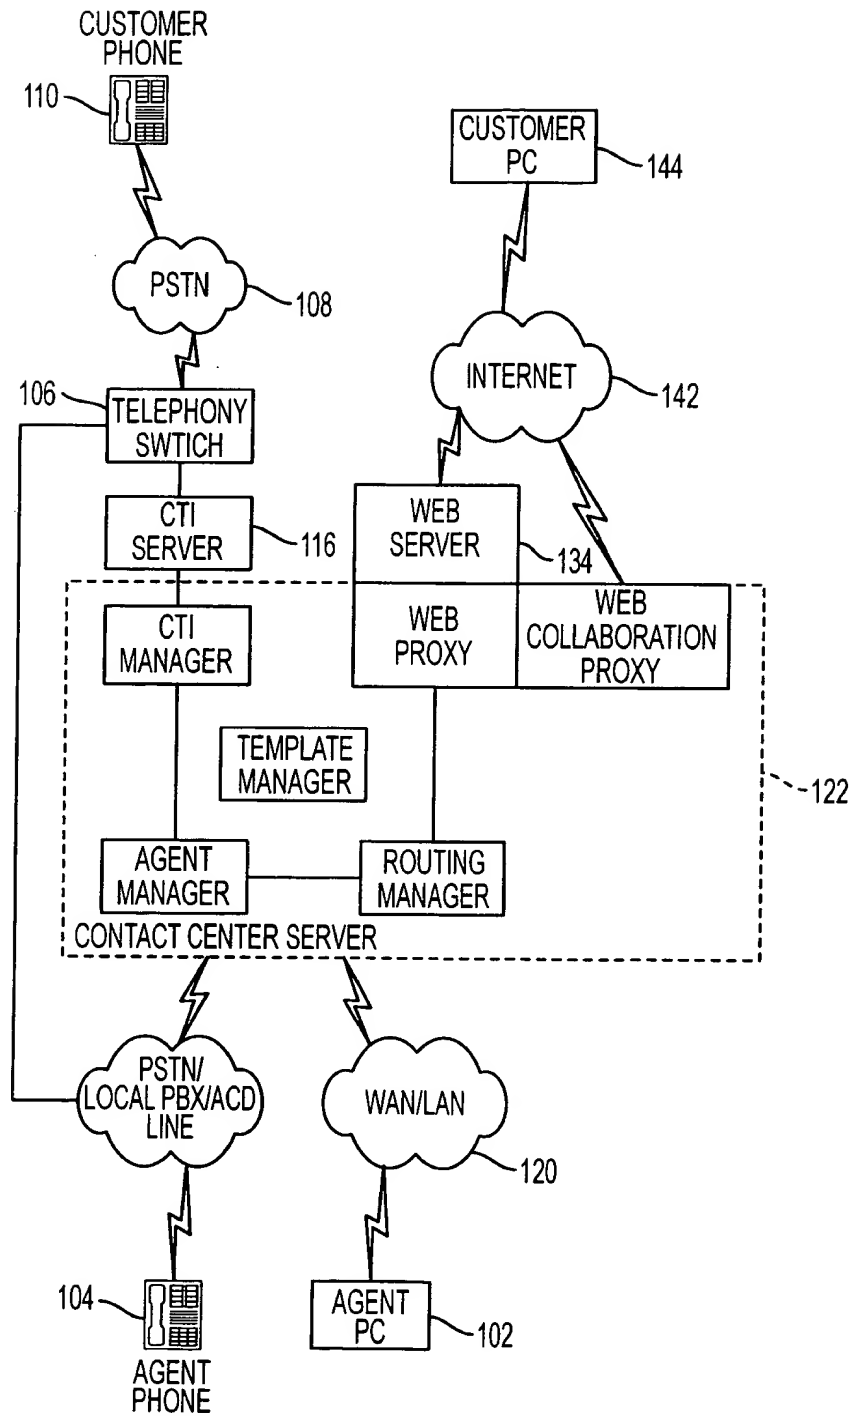 CUSTOMER
PHONE
110
CUSTOMER
PC
144
PSTN
108
INTERNET
142
106
TELEPHONY
SWTICH
CTI
SERVER
116
WEB
SERVER
134
CTI
MANAGER
WEB
PROXY
WEB
COLLABORATION
PROXY
TEMPLATE
MANAGER
122
AGENT
MANAGER
ROUTING
MANAGER
CONTACT CENTER SERVER
PSTN/
LOCAL PBX/ACD
LINE
WAN/LAN
120
104
AGENT
PHONE
AGENT
PC
102